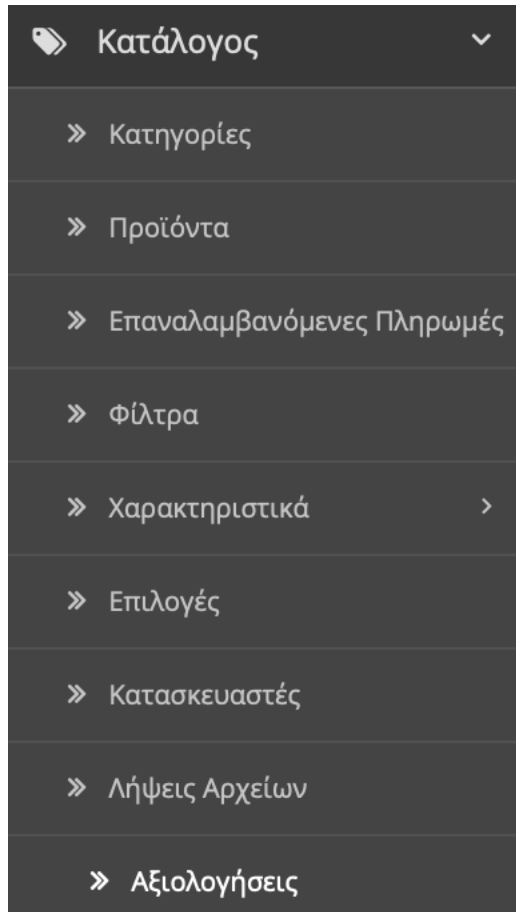 Κατάλογος
Κατηγορίες
Προϊόντα
Επαναλαμβανόμενες Πληρωμές
Φίλτρα
Χαρακτηριστικά
Επιλογές
Κατασκευαστές
Λήψεις Αρχείων
Αξιολογήσεις